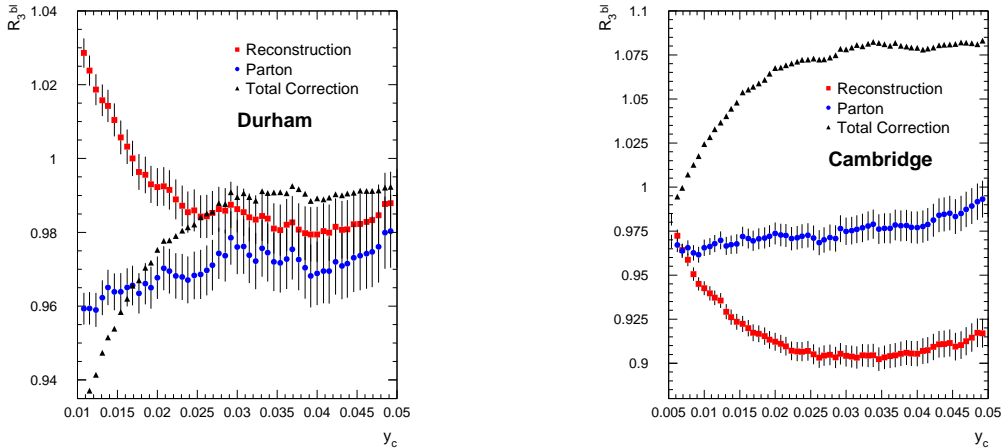 R₃ᵇˡ
1.04
1.02
1
0.98
0.96
0.94
Reconstruction
Parton
Total Correction
Durham
0.01 0.015 0.02 0.025 0.03 0.035 0.04 0.045 0.05
y_c
R₃ᵇˡ
1.1
1.075
1.05
1.025
1
0.975
0.95
0.925
0.9
Reconstruction
Parton
Total Correction
Cambridge
0.005 0.01 0.015 0.02 0.025 0.03 0.035 0.04 0.045 0.05
y_c